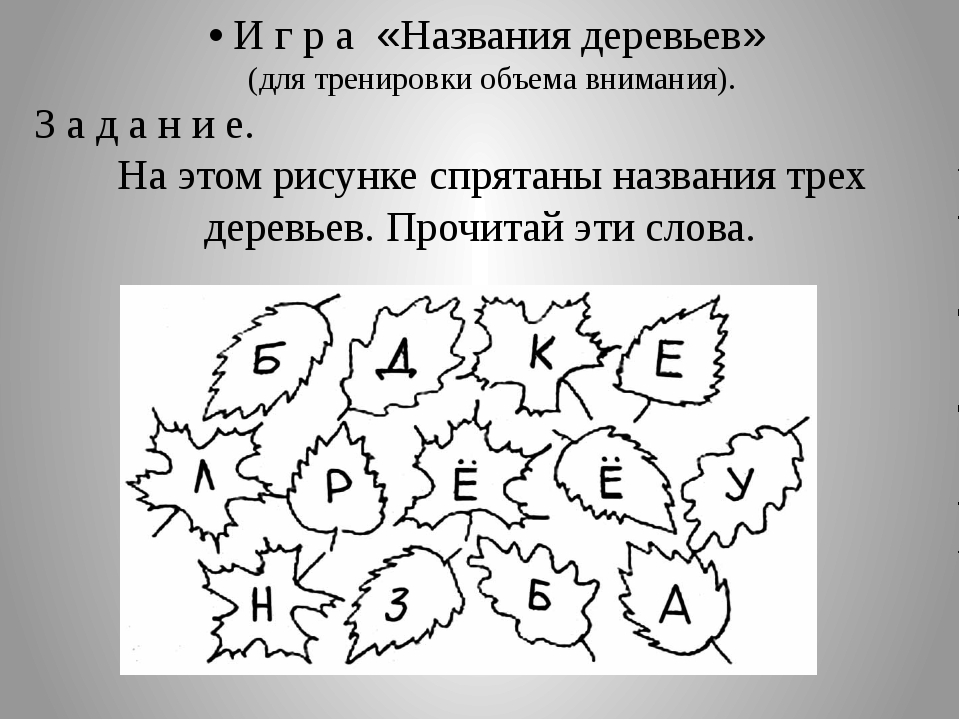 • И г р а «Названия деревьев»
(для тренировки объема внимания).
З а д а н и е.
На этом рисунке спрятаны названия трех
деревьев. Прочитай эти слова.
Б Д К Е
Л Р Ё Ё У
Н З Б А